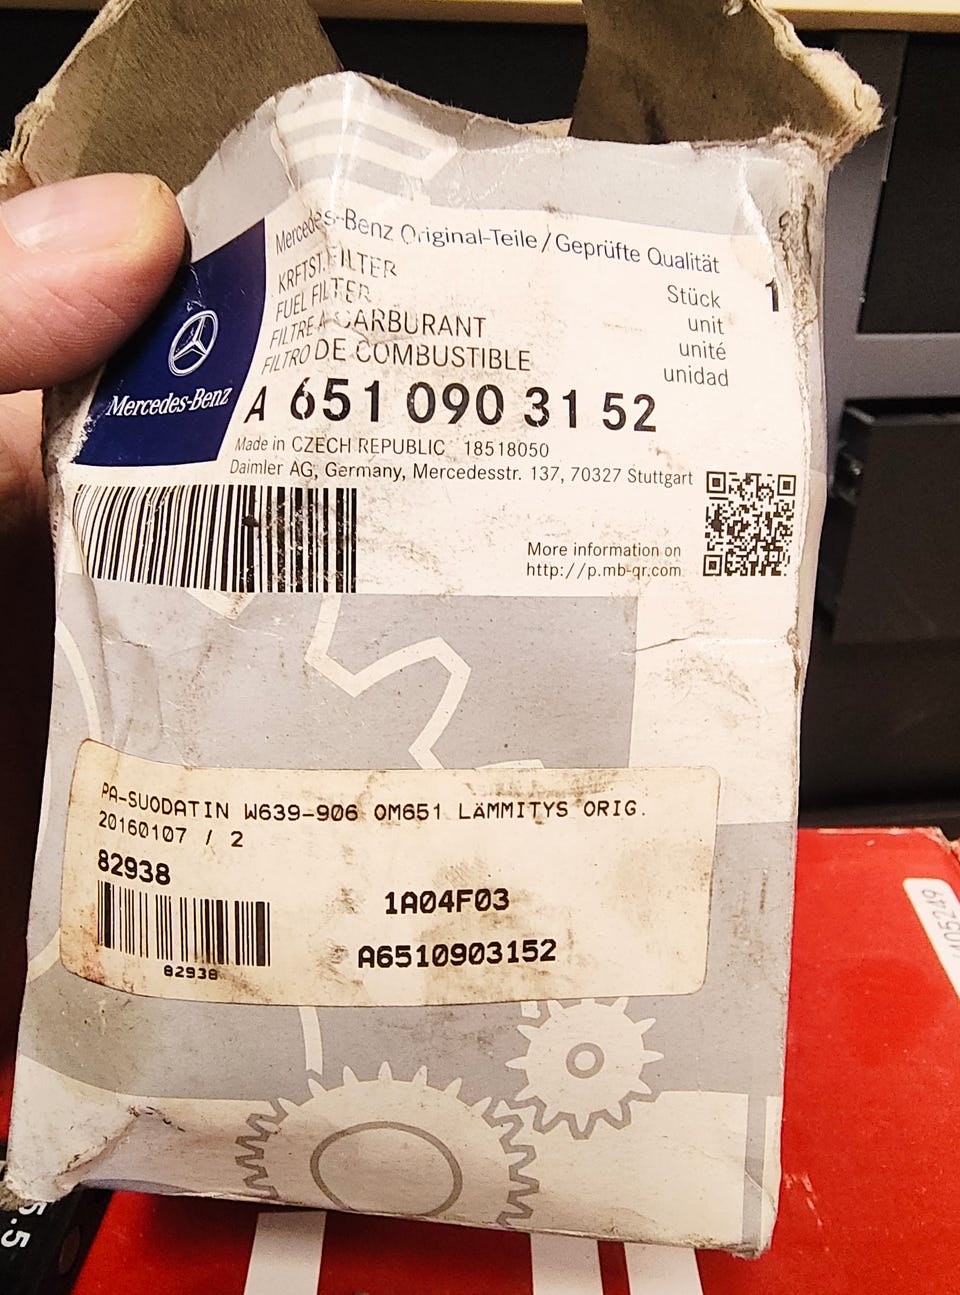 Mercedes-Benz Original-Teile / Geprüfte Qualität
KRFTST.FILTER
FUEL FILTER
FILTRE A CARBURANT
FILTRO DE COMBUSTIBLE
Stück 1
unit
unité
unidad
Mercedes-Benz
A 651 090 31 52
Made in CZECH REPUBLIC 18518050
Daimler AG, Germany, Mercedesstr. 137, 70327 Stuttgart
More information on
http://p.mb-qr.com
PA-SUODATIN W639-906 OM651 LÄMMITYS ORIG.
20160107 / 2
82938
1A04F03
82938
A6510903152
5.5